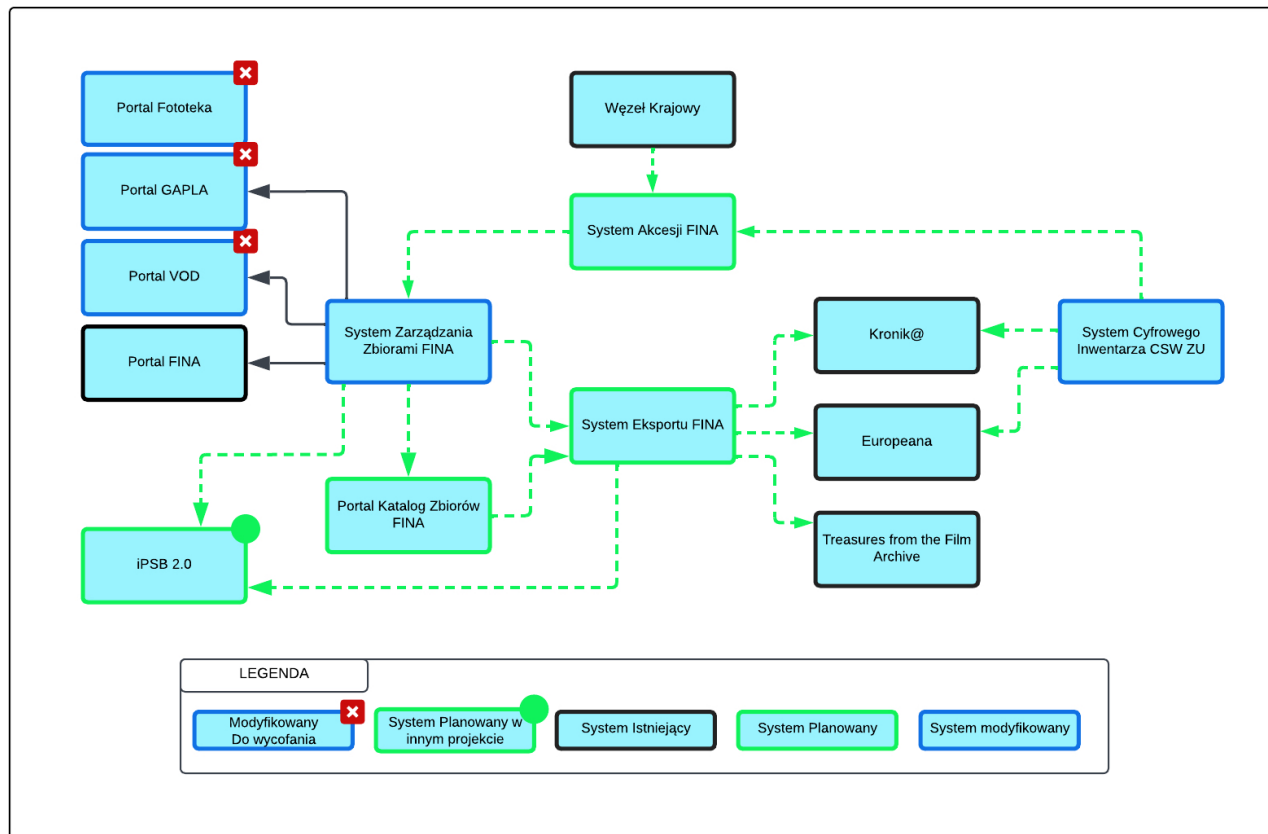 Portal Fototeka
Węzeł Krajowy
Portal GAPLA
System Akcesji FINA
Portal VOD
System Zarządzania
Zbiorami FINA
Portal FINA
Kronik@
System Cyfrowego
Inwentarza CSW ZU
System Eksportu FINA
Europeana
Portal Katalog Zbiorów
FINA
Treasures from the Film
Archive
iPSB 2.0
LEGENDA
Modyfikowany
Do wycofania
System Planowany w
innym projekcie
System Istniejący
System Planowany
System modyfikowany